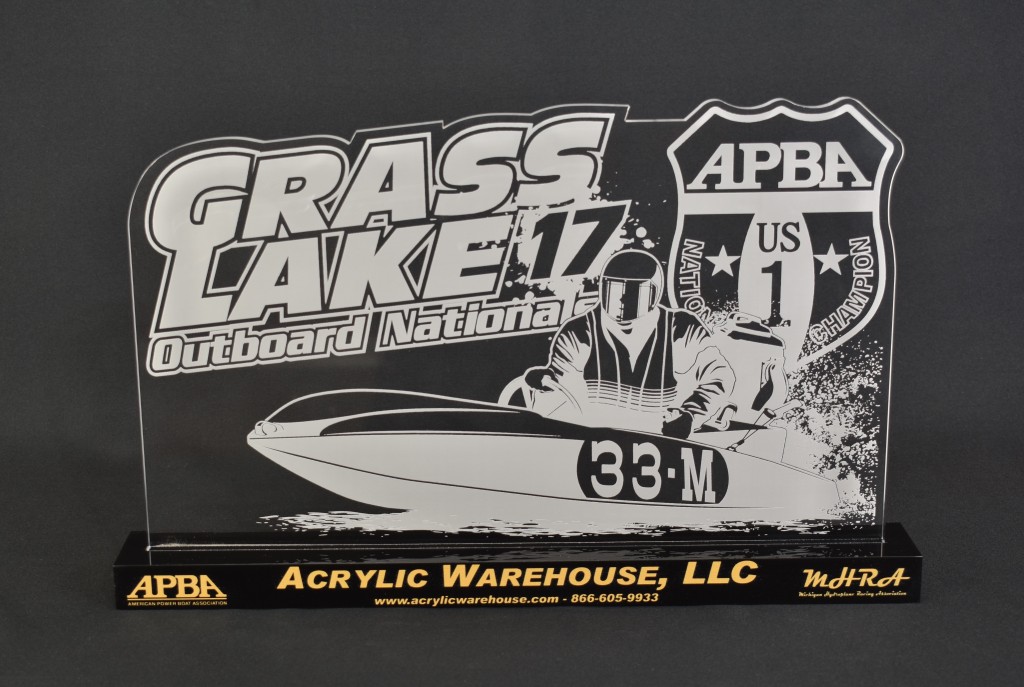 GRASS
LAKE 17
Outboard National
APBA
US
1
NATION
CHAMPION
33-M
APBA
AMERICAN POWER BOAT ASSOCIATION
ACRYLIC WAREHOUSE, LLC
www.acrylicwarehouse.com - 866-605-9933
MHRA
Michigan Hydroplane Racing Association